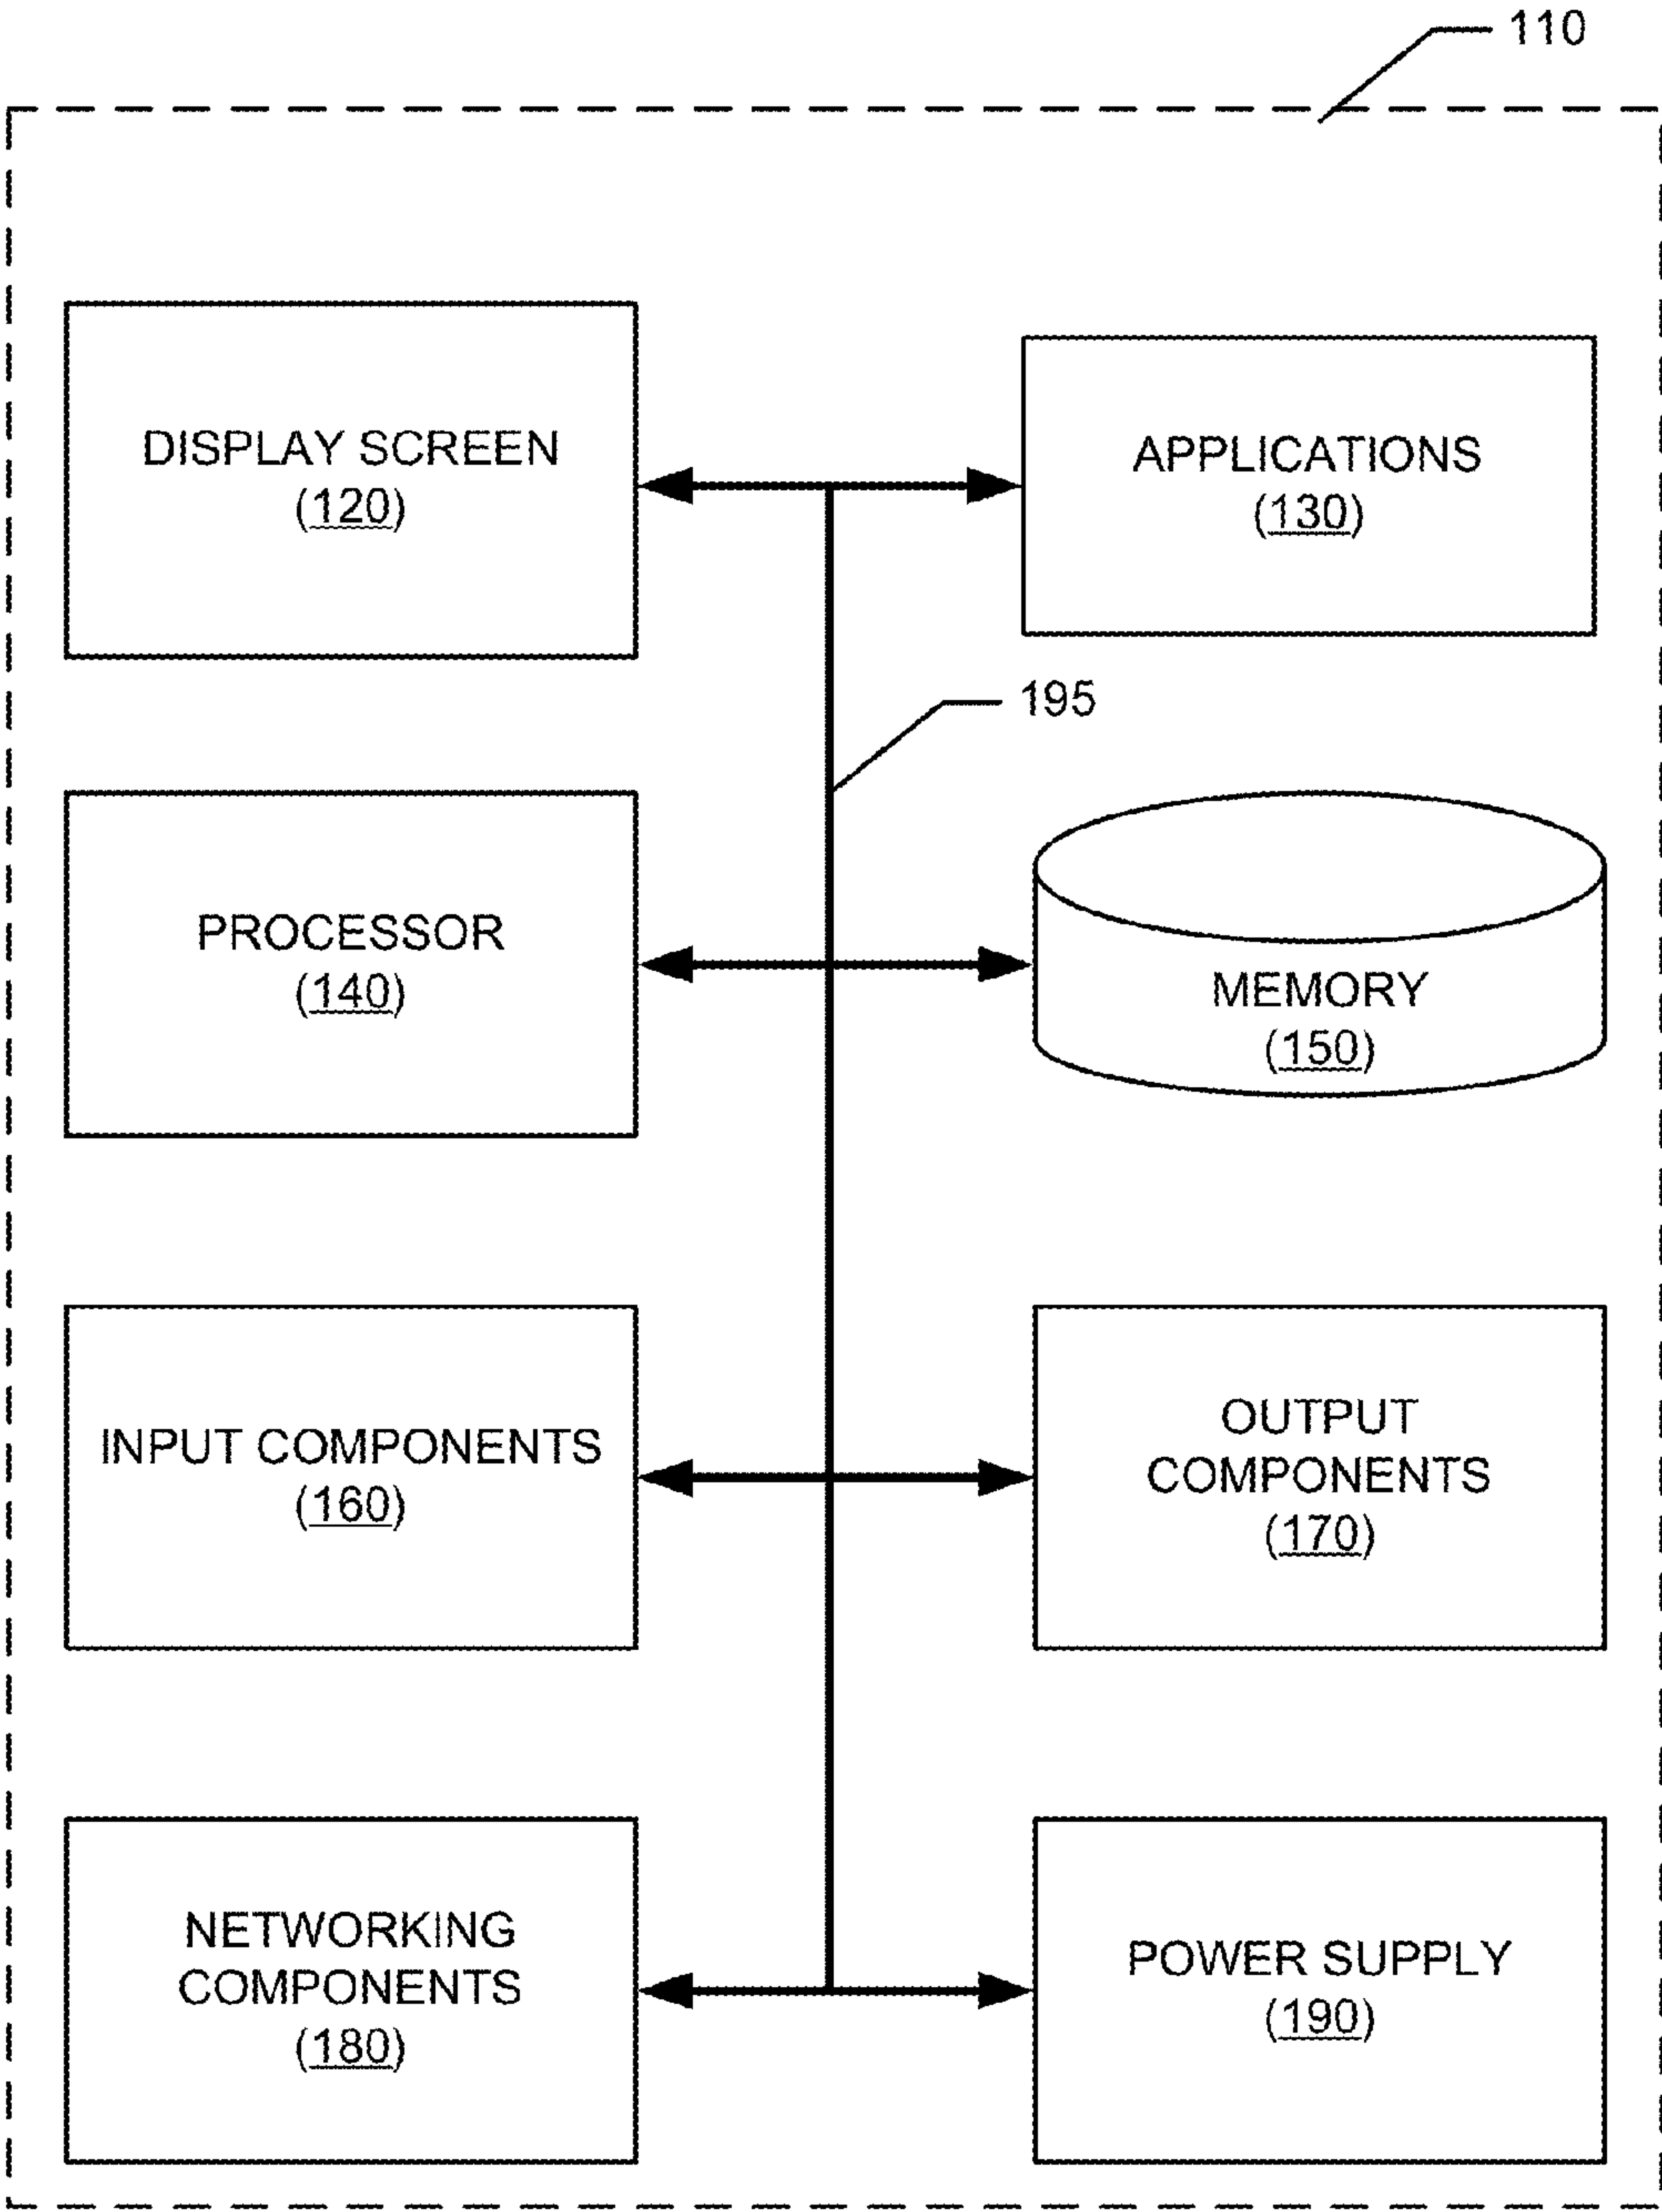 110
DISPLAY SCREEN
(120)
APPLICATIONS
(130)
195
PROCESSOR
(140)
MEMORY
(150)
INPUT COMPONENTS
(160)
OUTPUT
COMPONENTS
(170)
NETWORKING
COMPONENTS
(180)
POWER SUPPLY
(190)